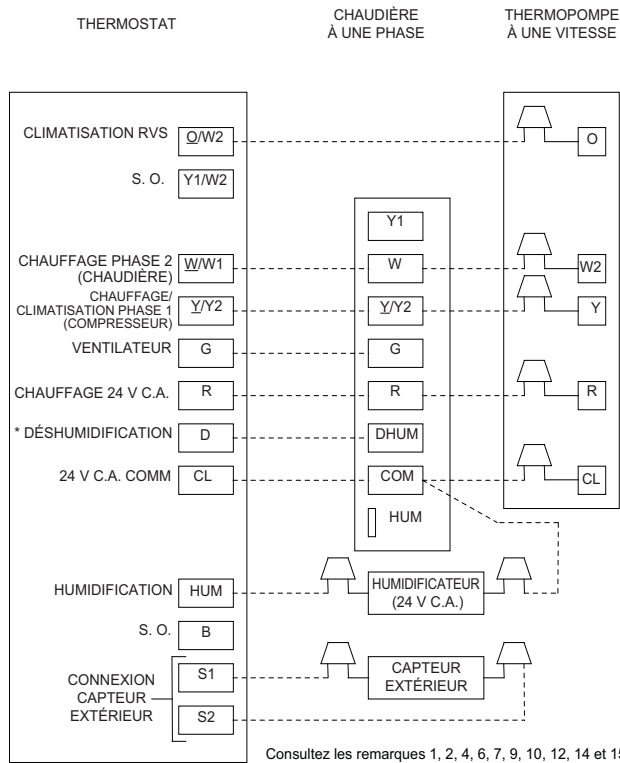 THERMOSTAT
CHAUDIÈRE
À UNE PHASE
THERMOPOMPE
À UNE VITESSE
CLIMATISATION RVS
O/W2
O
S. O.
Y1/W2
Y1
CHAUFFAGE PHASE 2
(CHAUDIÈRE)
W/W1
W
W2
CHAUFFAGE/
CLIMATISATION PHASE 1
(COMPRESSEUR)
Y/Y2
Y/Y2
Y
VENTILATEUR
G
G
CHAUFFAGE 24 V C.A.
R
R
R
* DÉSHUMIDIFICATION
D
DHUM
24 V C.A. COMM
CL
COM
CL
HUM
HUMIDIFICATION
HUM
HUMIDIFICATEUR
(24 V C.A.)
S. O.
B
CONNEXION
CAPTEUR
EXTÉRIEUR
S1
S2
CAPTEUR
EXTÉRIEUR
Consultez les remarques 1, 2, 4, 6, 7, 9, 10, 12, 14 et 15